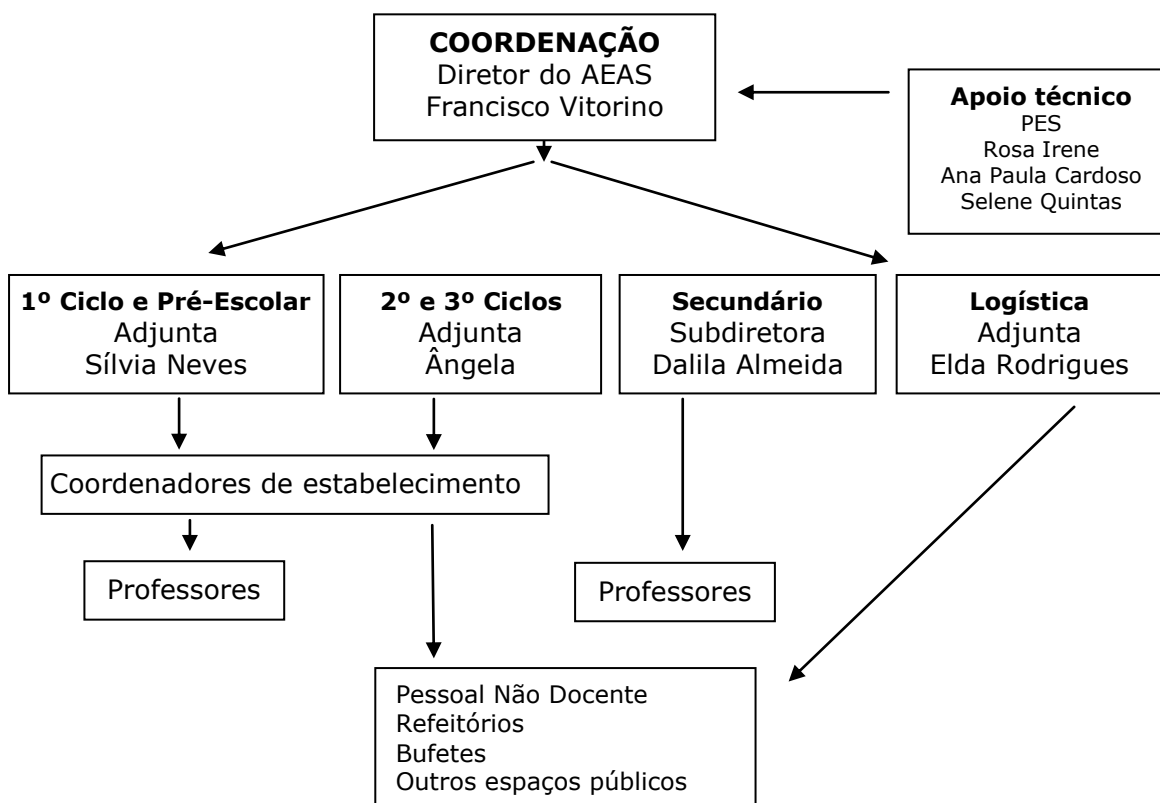 COORDENAÇÃO
Diretor do AEAS
Francisco Vitorino
Apoio técnico
PES
Rosa Irene
Ana Paula Cardoso
Selene Quintas
1º Ciclo e Pré-Escolar
Adjunta
Sílvia Neves
2º e 3º Ciclos
Adjunta
Ângela
Secundário
Subdiretora
Dalila Almeida
Logística
Adjunta
Elda Rodrigues
Coordenadores de estabelecimento
Professores
Professores
Pessoal Não Docente
Refeitórios
Bufetes
Outros espaços públicos